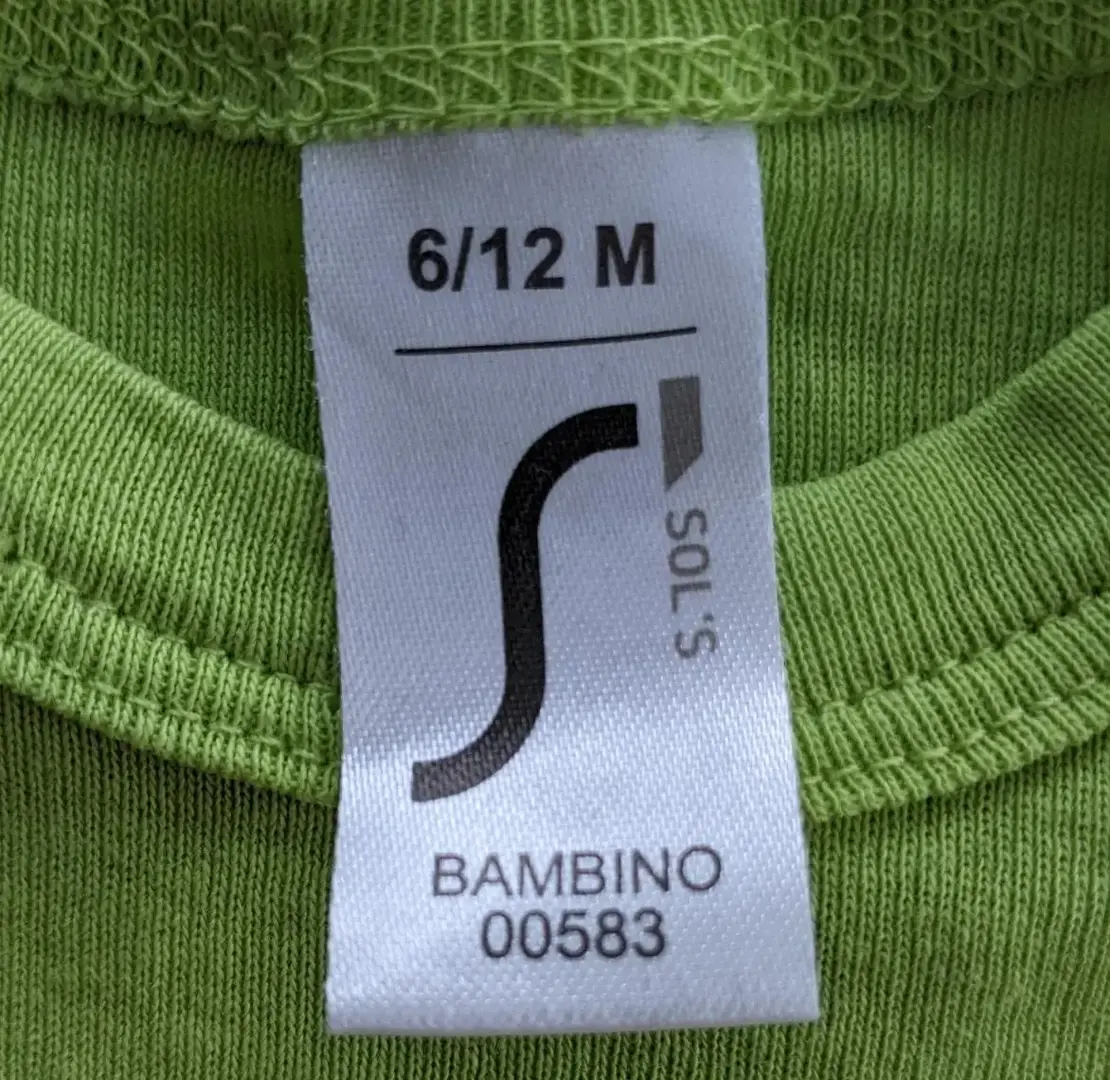 6/12 M
SOL'S
BAMBINO
00583